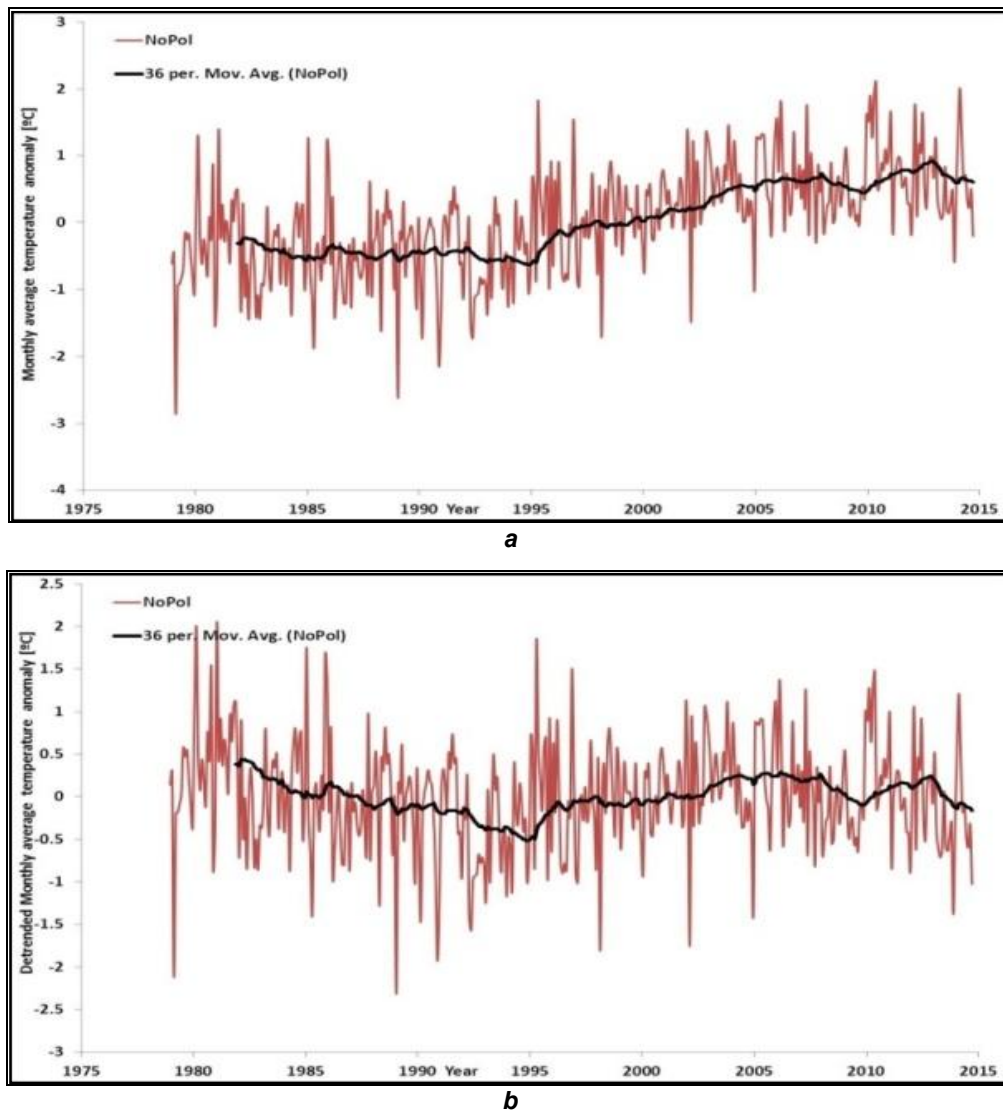 3
NoPol
36 per. Mov. Avg. (NoPol)
2
1
0
-1
-2
-3
-4
Monthly average temperature anomaly [ºC]
1975 1980 1985 1990 Year 1995 2000 2005 2010 2015
a
2.5
NoPol
2
36 per. Mov. Avg. (NoPol)
1.5
1
0.5
0
-0.5
-1
-1.5
-2
-2.5
-3
Detrended Monthly average temperature anomaly [ºC]
1975 1980 1985 1990 Year 1995 2000 2005 2010 2015
b